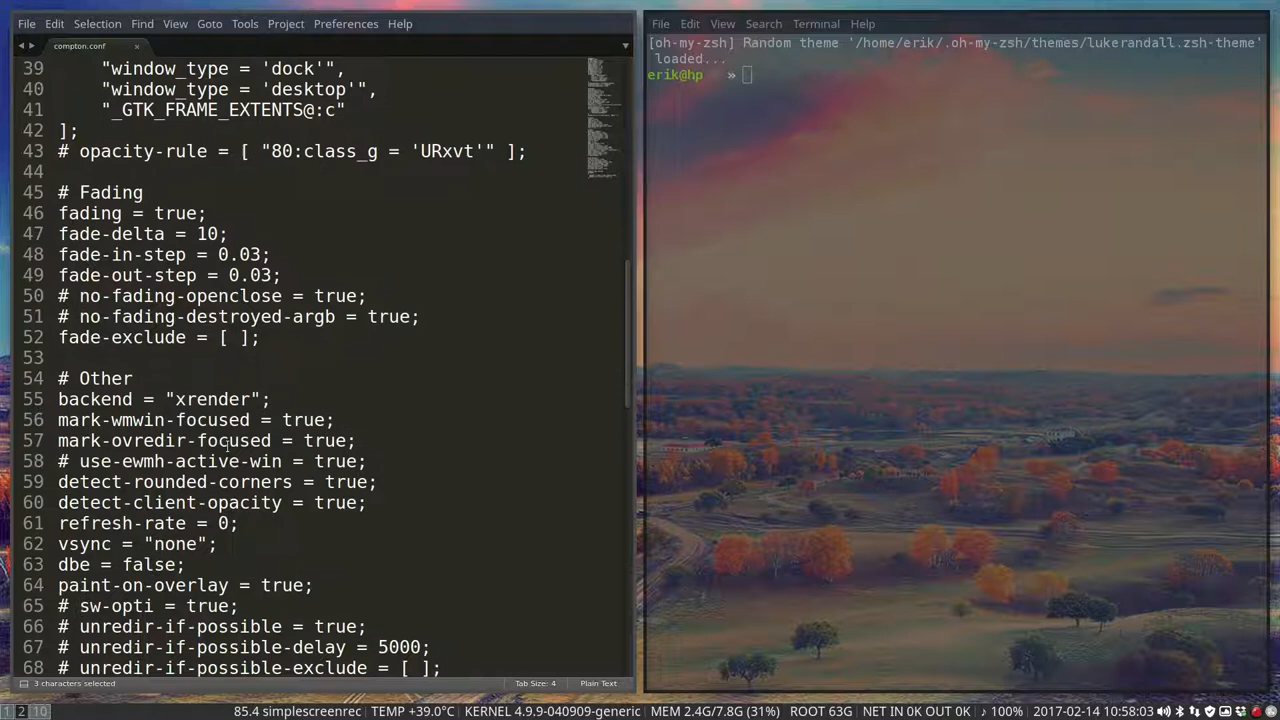 File Edit Selection Find View Goto Tools Project Preferences Help
compton.conf
39 "window_type = 'dock'",
40 "window_type = 'desktop'",
41 "_GTK_FRAME_EXTENTS@:c"
42 ];
43 # opacity-rule = [ "80:class_g = 'URxvt'" ];
44
45 # Fading
46 fading = true;
47 fade-delta = 10;
48 fade-in-step = 0.03;
49 fade-out-step = 0.03;
50 # no-fading-openclose = true;
51 # no-fading-destroyed-argb = true;
52 fade-exclude = [ ];
53
54 # Other
55 backend = "xrender";
56 mark-wmwin-focused = true;
57 mark-ovredir-focused = true;
58 # use-ewmh-active-win = true;
59 detect-rounded-corners = true;
60 detect-client-opacity = true;
61 refresh-rate = 0;
62 vsync = "none";
63 dbe = false;
64 paint-on-overlay = true;
65 # sw-opti = true;
66 # unredir-if-possible = true;
67 # unredir-if-possible-delay = 5000;
68 # unredir-if-possible-exclude = [ ];
3 characters selected Tab Size: 4 Plain Text
File Edit View Search Terminal Help
[oh-my-zsh] Random theme '/home/erik/.oh-my-zsh/themes/lukerandall.zsh-theme'
loaded...
erik@hp »
1 2 10 85.4 simplescreenrec TEMP +39.0°C KERNEL 4.9.9-040909-generic MEM 2.4G/7.8G (31%) ROOT 63G NET IN 0K OUT 0K ♪ 100% 2017-02-14 10:58:03